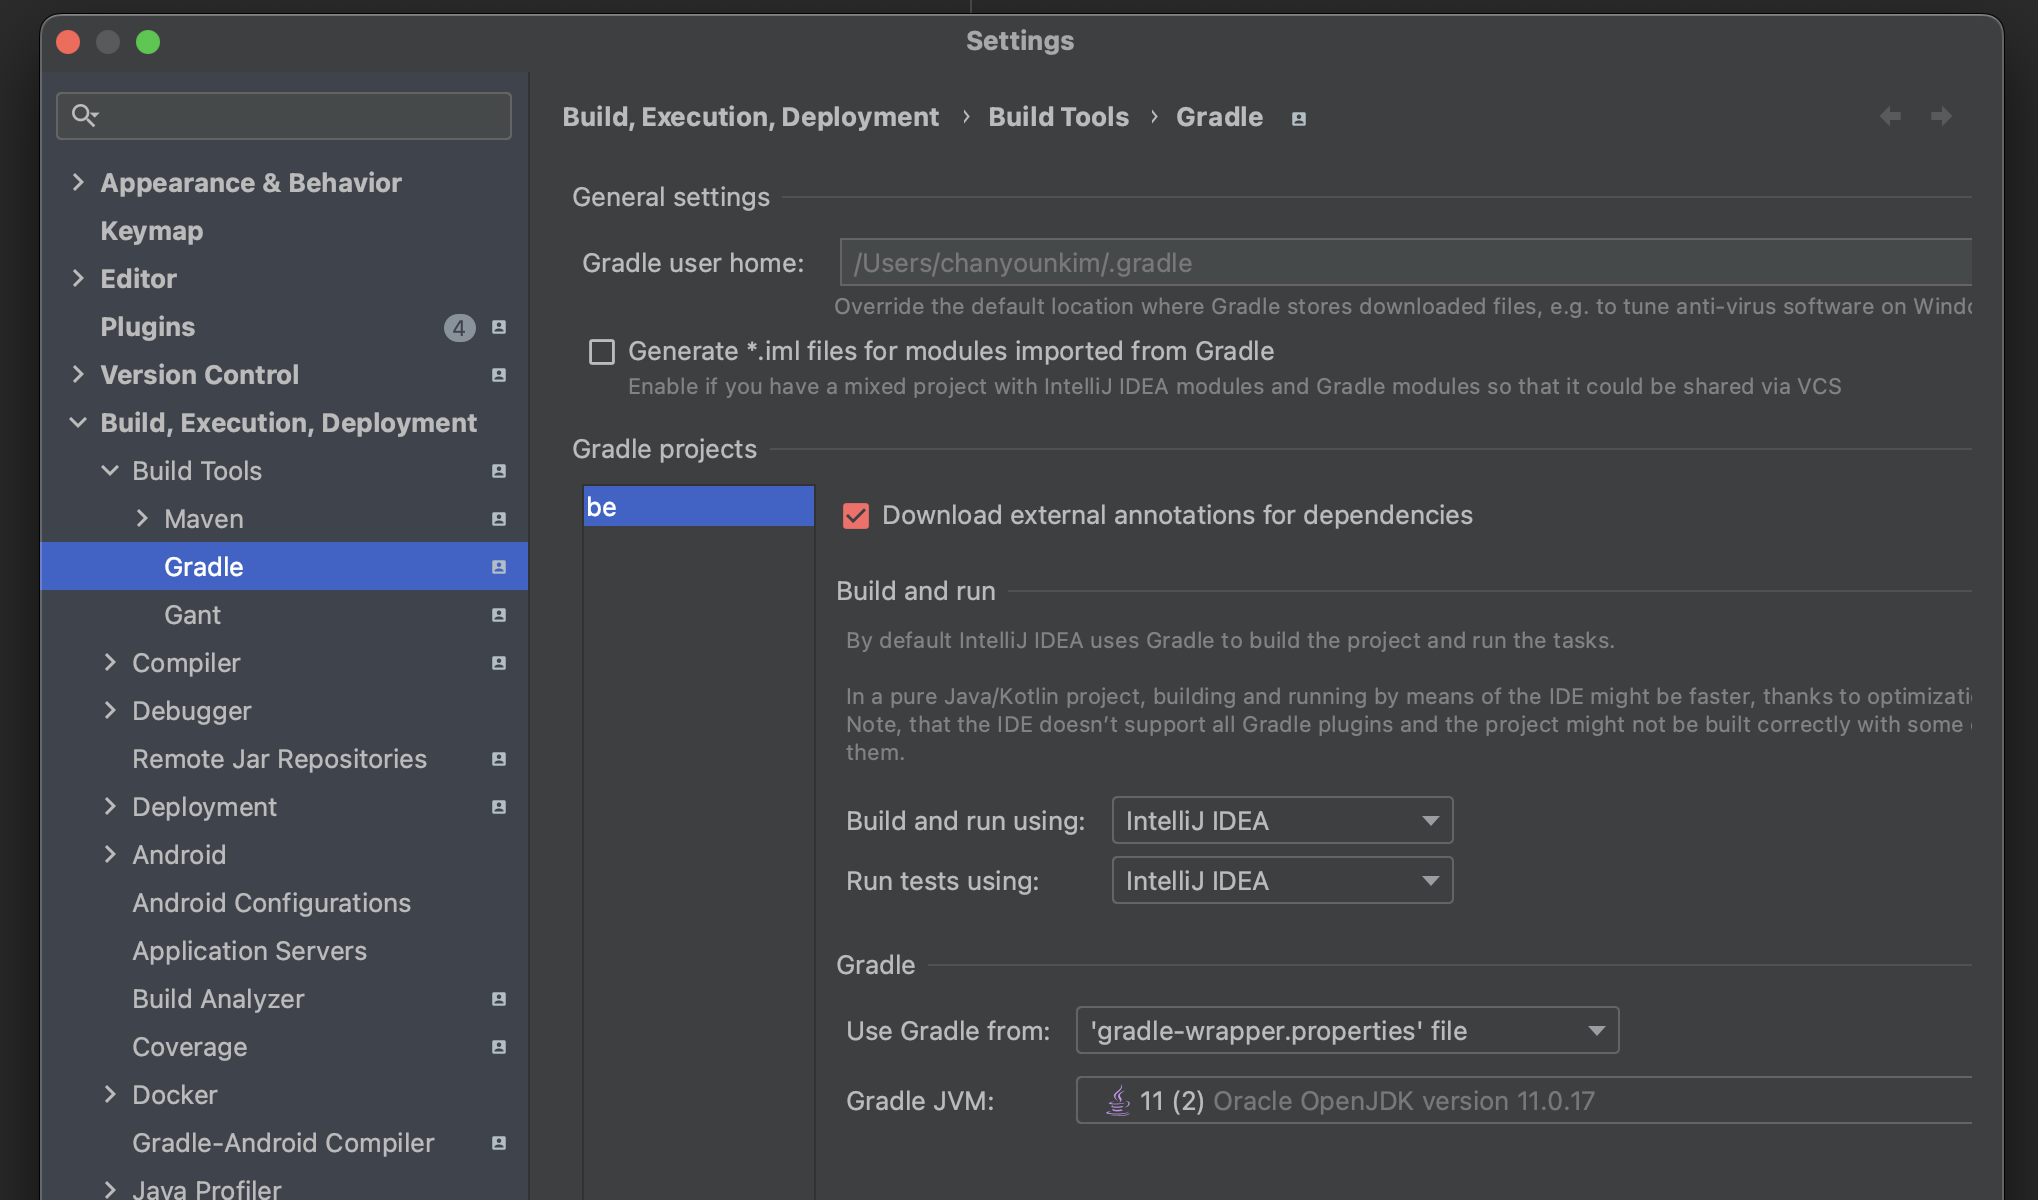 Settings
Build, Execution, Deployment › Build Tools › Gradle
Appearance & Behavior
Keymap
Editor
Plugins 4
Version Control
Build, Execution, Deployment
Build Tools
Maven
Gradle
Gant
Compiler
Debugger
Remote Jar Repositories
Deployment
Android
Android Configurations
Application Servers
Build Analyzer
Coverage
Docker
Gradle-Android Compiler
Java Profiler
General settings
Gradle user home: /Users/chanyounkim/.gradle
Override the default location where Gradle stores downloaded files, e.g. to tune anti-virus software on
Generate *.iml files for modules imported from Gradle
Enable if you have a mixed project with IntelliJ IDEA modules and Gradle modules so that it could be shared via VCS
Gradle projects
be
Download external annotations for dependencies
Build and run
By default IntelliJ IDEA uses Gradle to build the project and run the tasks.
In a pure Java/Kotlin project, building and running by means of the IDE might be faster, thanks to
Note, that the IDE doesn't support all Gradle plugins and the project might not be built correctly with some
them.
Build and run using: IntelliJ IDEA
Run tests using: IntelliJ IDEA
Gradle
Use Gradle from: 'gradle-wrapper.properties' file
Gradle JVM: 11 (2) Oracle OpenJDK version 11.0.17